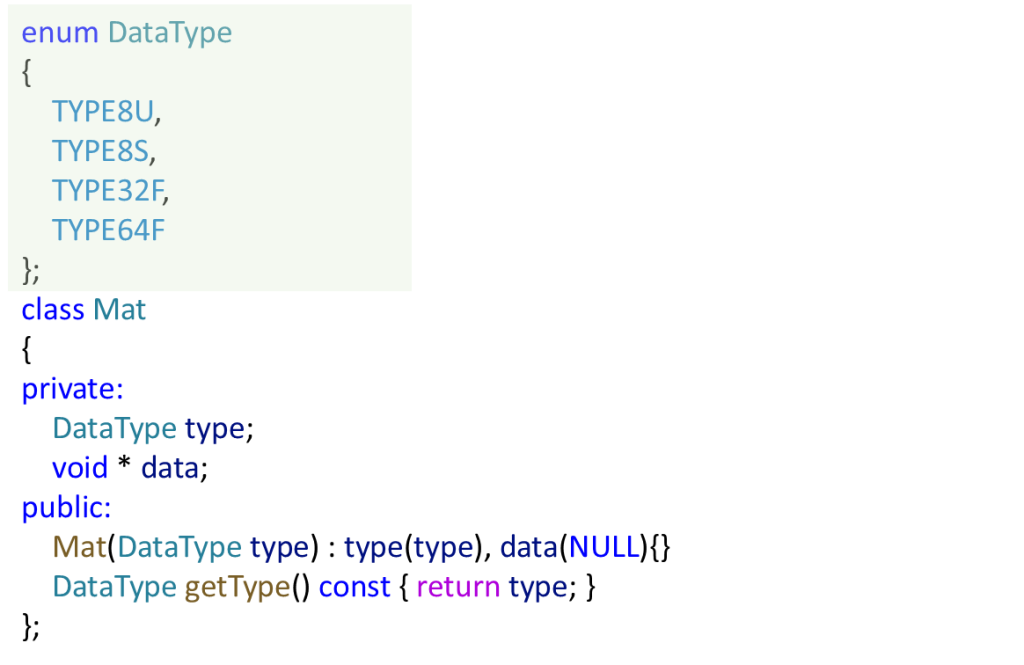 enum DataType
{
TYPE8U,
TYPE8S,
TYPE32F,
TYPE64F
};
class Mat
{
private:
DataType type;
void * data;
public:
Mat(DataType type) : type(type), data(NULL){}
DataType getType() const { return type; }
};